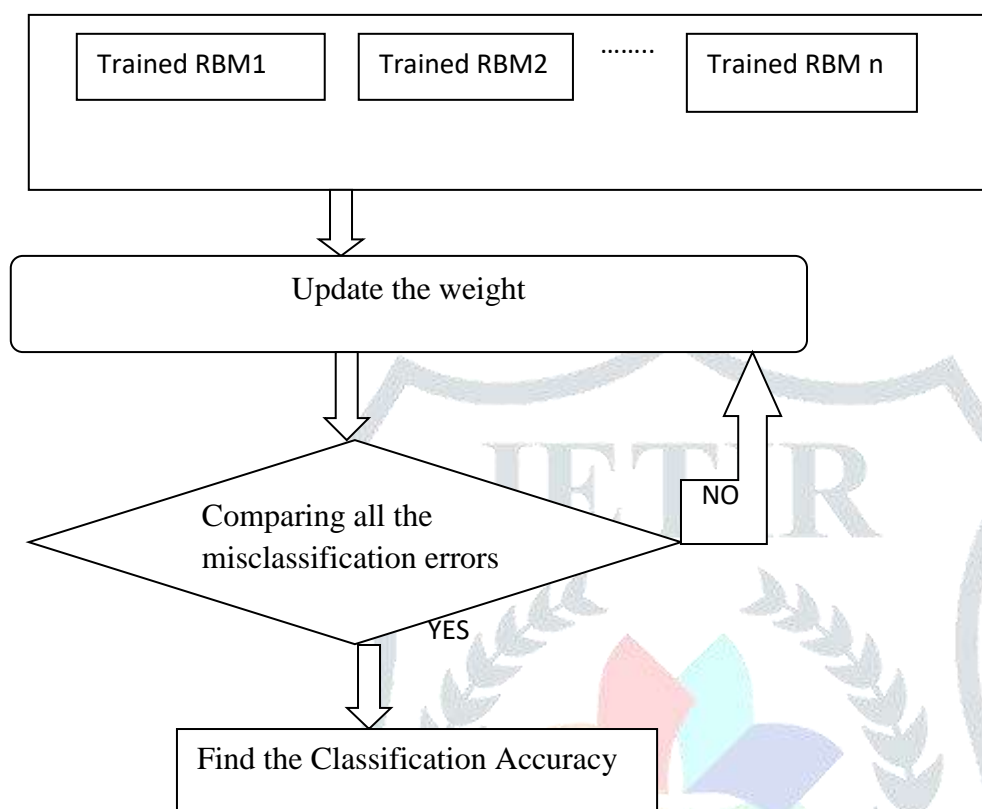 Trained RBM1
Trained RBM2
........
Trained RBM n
Update the weight
JETIR
NO
Comparing all the
misclassification errors
YES
Find the Classification Accuracy